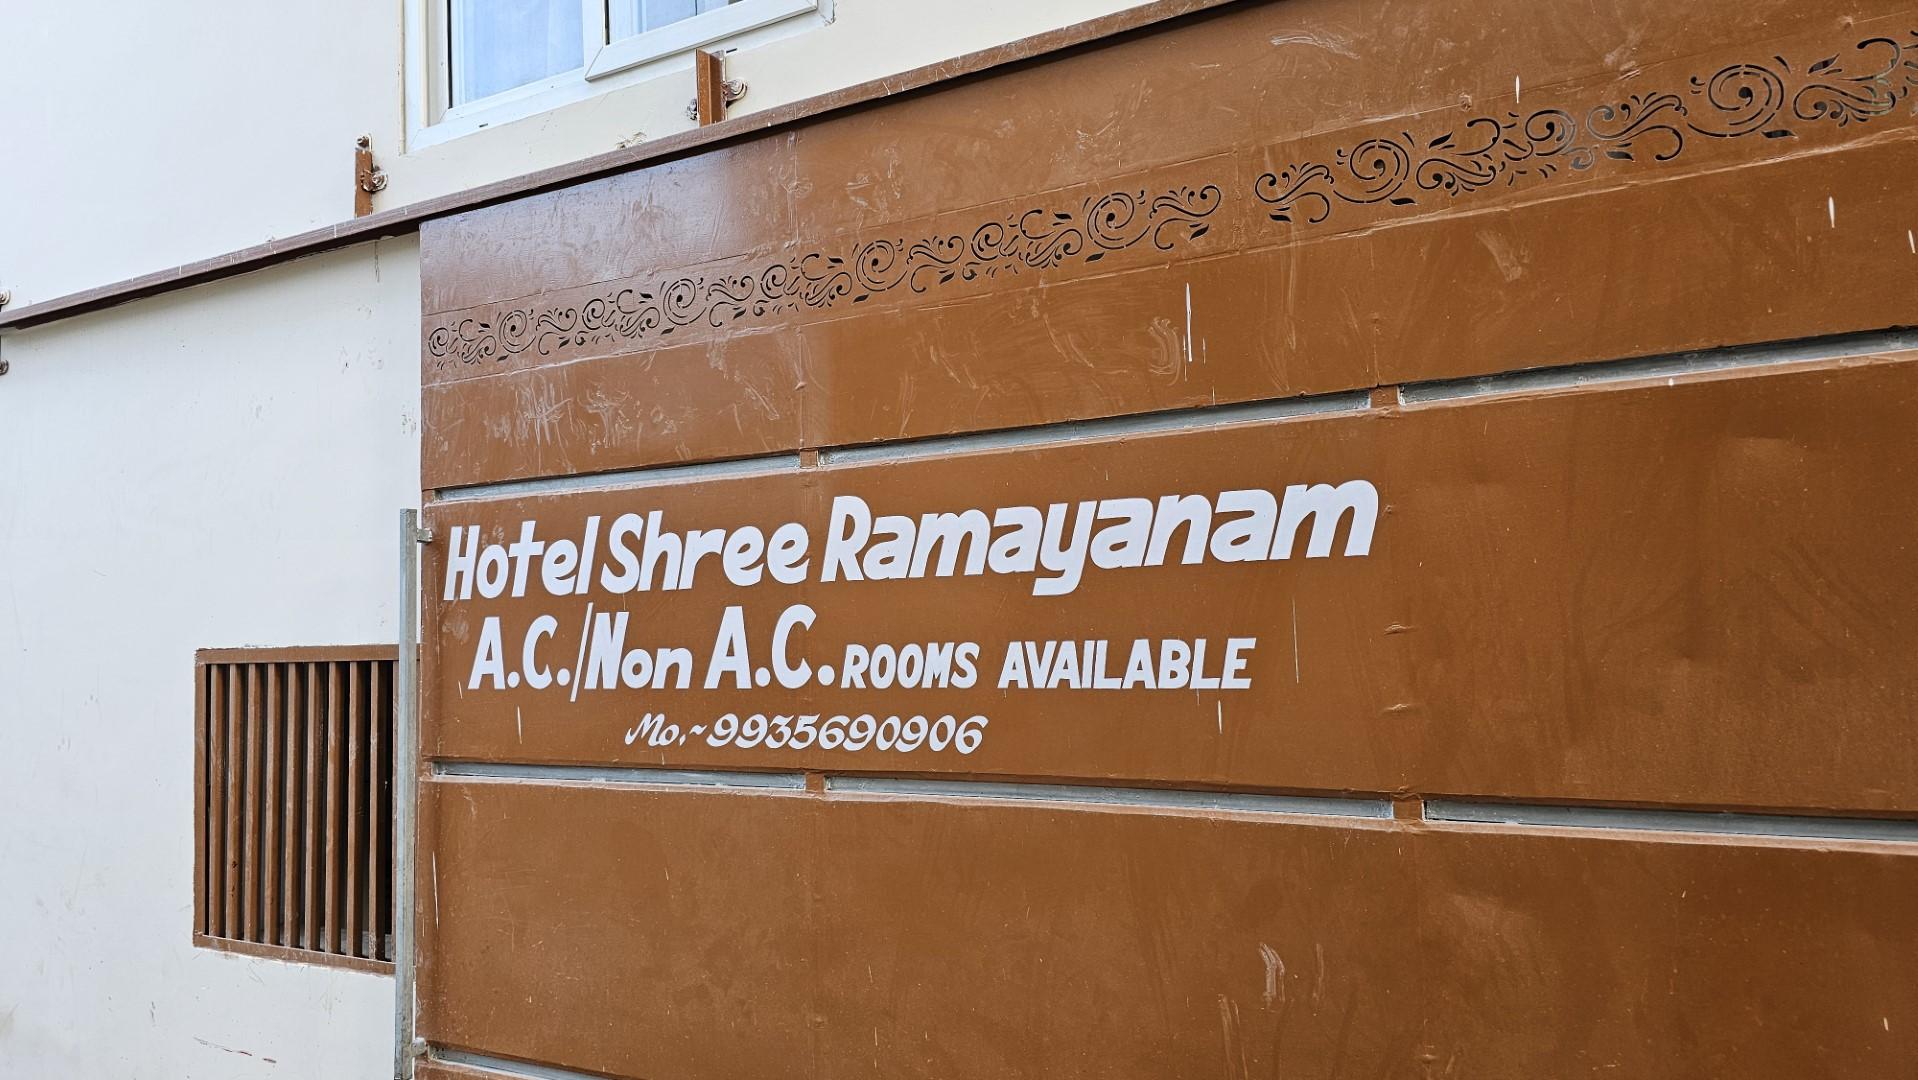 Hotel Shree Ramayanam
A.C./Non A.C. ROOMS AVAILABLE
Mo.~9935690906